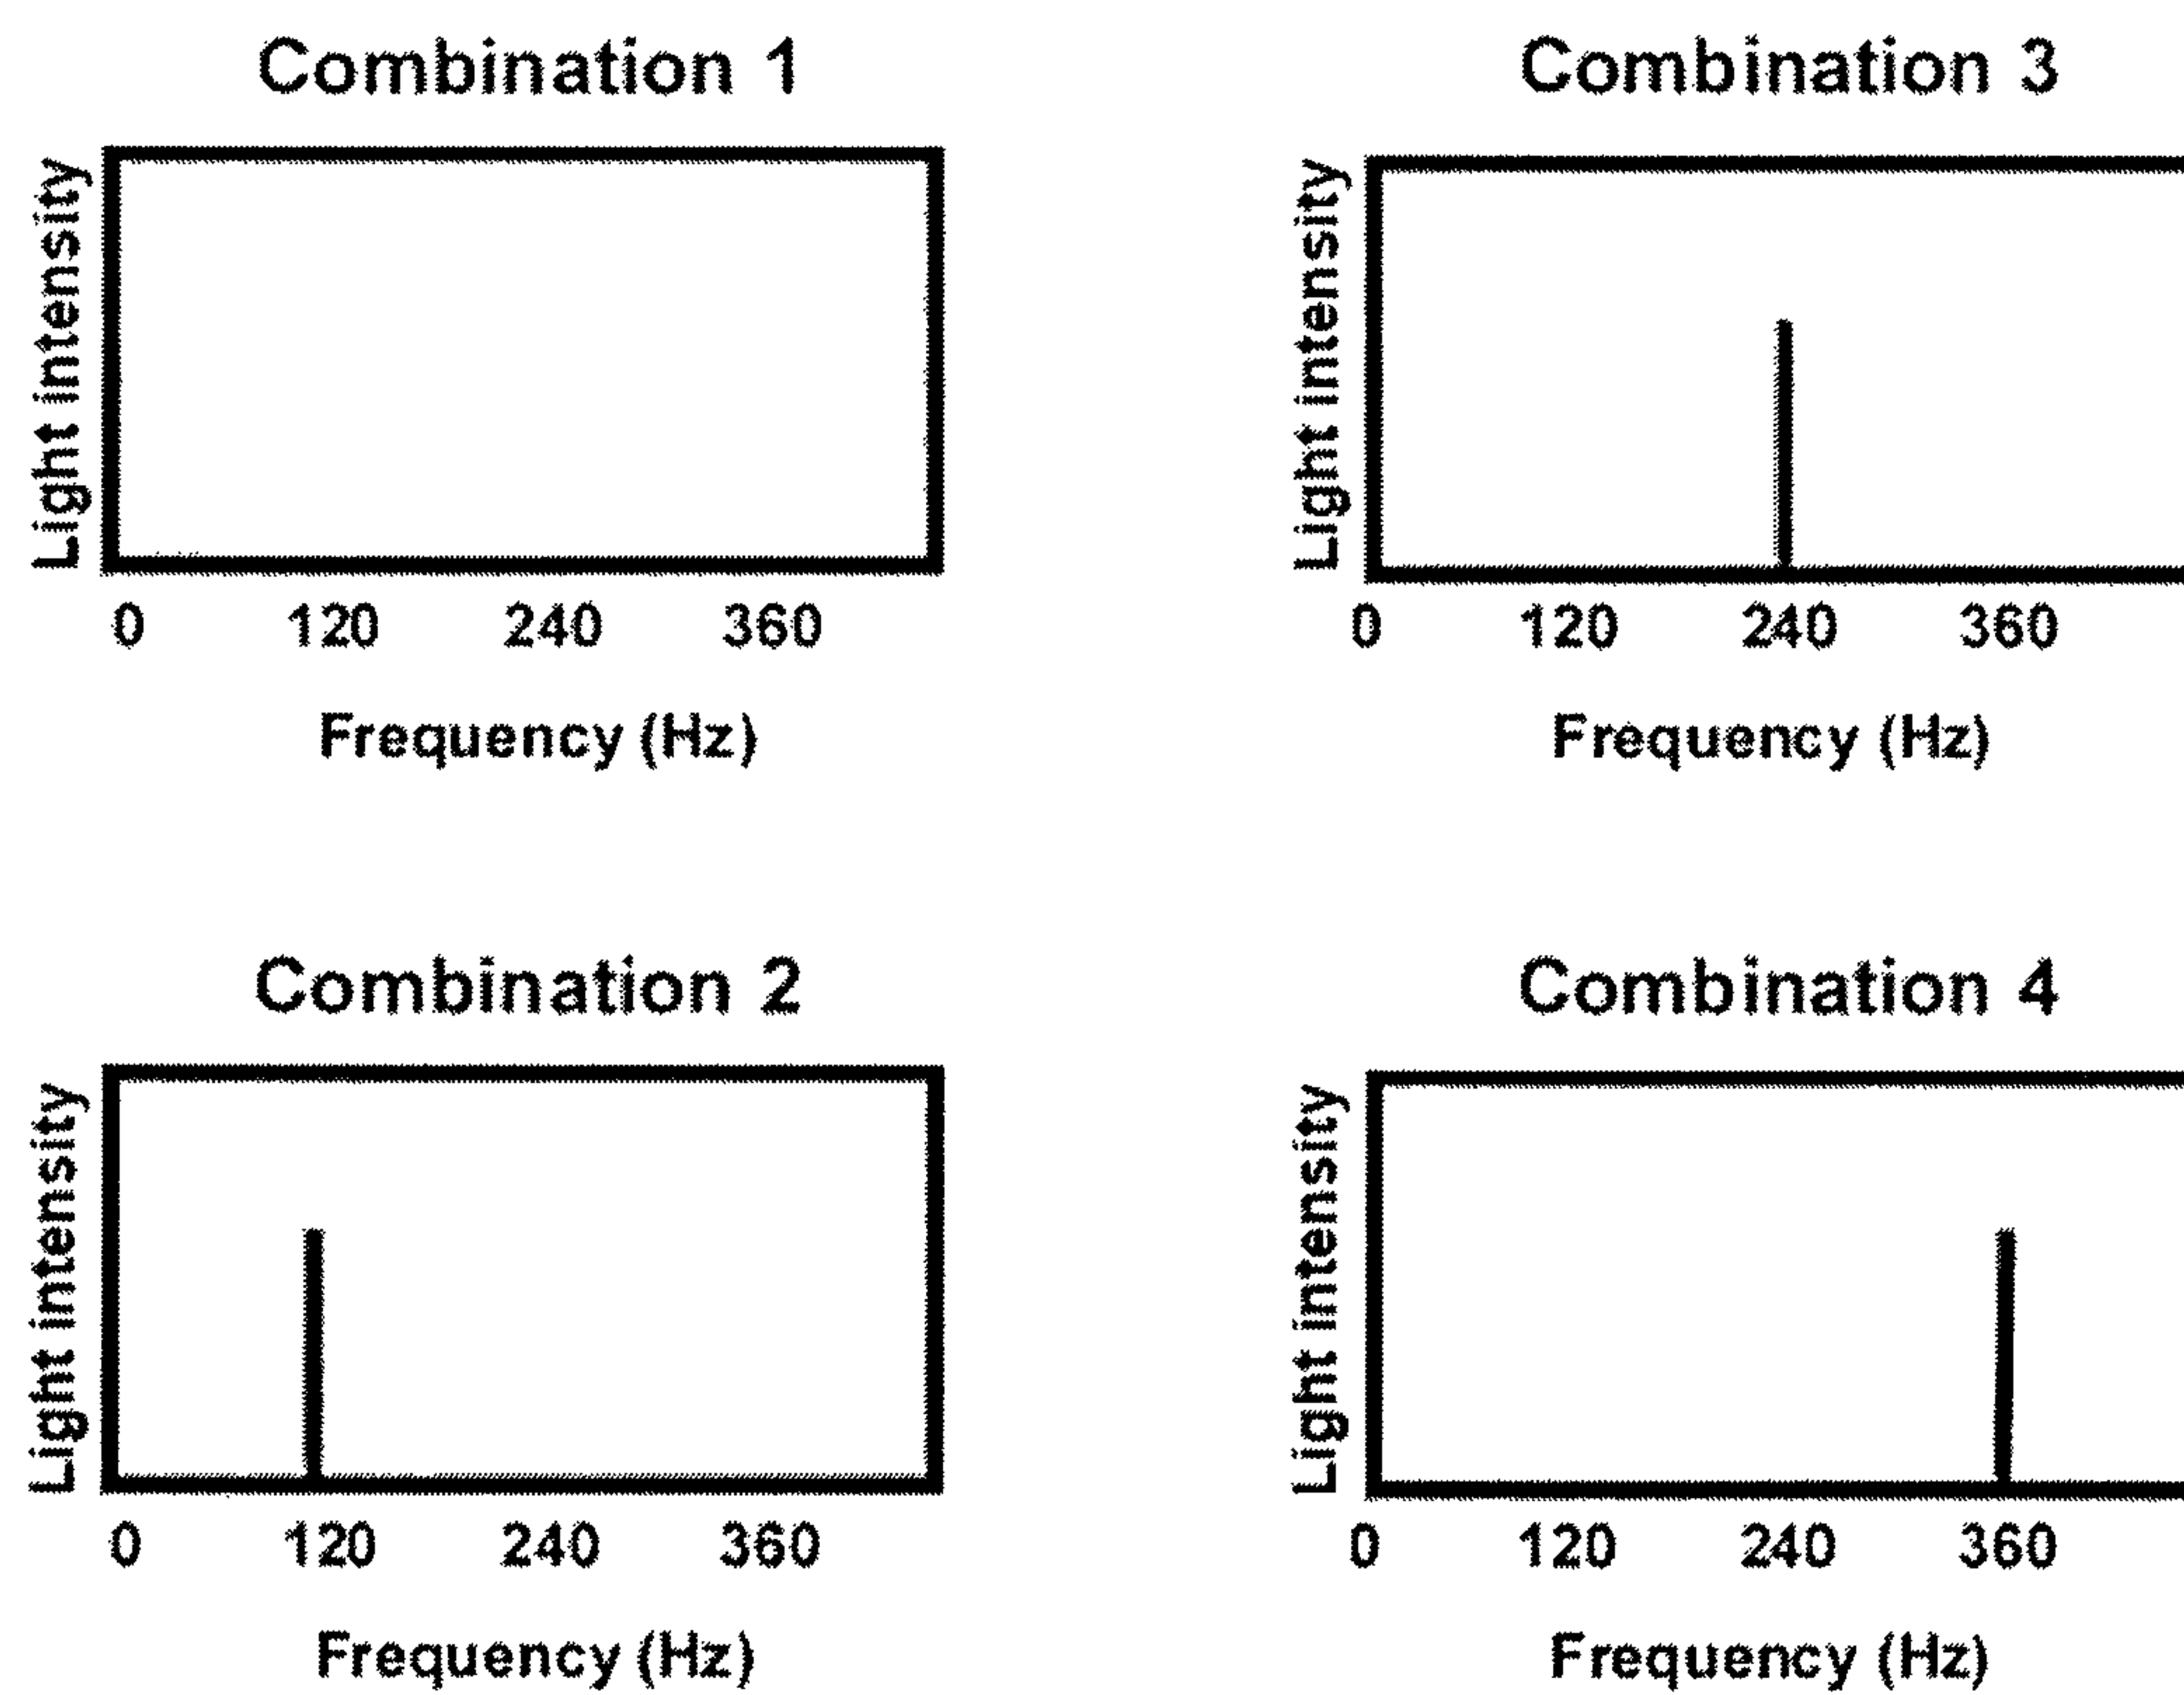 Combination 1
Light intensity
0 120 240 360
Frequency (Hz)
Combination 3
Light intensity
0 120 240 360
Frequency (Hz)
Combination 2
Light intensity
0 120 240 360
Frequency (Hz)
Combination 4
Light intensity
0 120 240 360
Frequency (Hz)